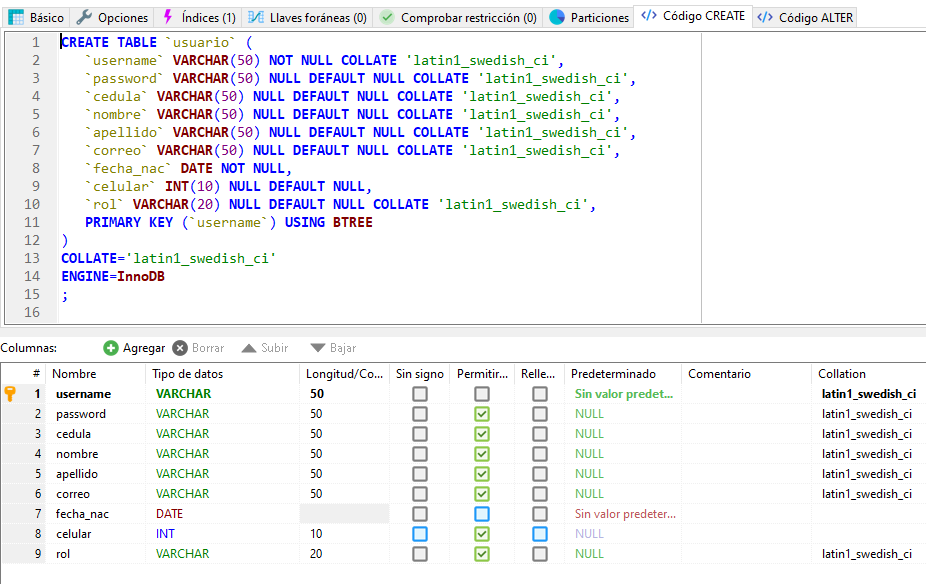 Básico Opciones Índices (1) Llaves foráneas (0) Comprobar restricción (0) Particiones Código CREATE Código ALTER
1 CREATE TABLE `usuario` (
2 `username` VARCHAR(50) NOT NULL COLLATE 'latin1_swedish_ci',
3 `password` VARCHAR(50) NULL DEFAULT NULL COLLATE 'latin1_swedish_ci',
4 `cedula` VARCHAR(50) NULL DEFAULT NULL COLLATE 'latin1_swedish_ci',
5 `nombre` VARCHAR(50) NULL DEFAULT NULL COLLATE 'latin1_swedish_ci',
6 `apellido` VARCHAR(50) NULL DEFAULT NULL COLLATE 'latin1_swedish_ci',
7 `correo` VARCHAR(50) NULL DEFAULT NULL COLLATE 'latin1_swedish_ci',
8 `fecha_nac` DATE NOT NULL,
9 `celular` INT(10) NULL DEFAULT NULL,
10 `rol` VARCHAR(20) NULL DEFAULT NULL COLLATE 'latin1_swedish_ci',
11 PRIMARY KEY (`username`) USING BTREE
12 )
13 COLLATE='latin1_swedish_ci'
14 ENGINE=InnoDB
15 ;
16
Columnas: Agregar Borrar Subir Bajar
# Nombre Tipo de datos Longitud/Co... Sin signo Permitir... Relle... Predeterminado Comentario Collation
1 username VARCHAR 50 Sin valor predet... latin1_swedish_ci
2 password VARCHAR 50 NULL latin1_swedish_ci
3 cedula VARCHAR 50 NULL latin1_swedish_ci
4 nombre VARCHAR 50 NULL latin1_swedish_ci
5 apellido VARCHAR 50 NULL latin1_swedish_ci
6 correo VARCHAR 50 NULL latin1_swedish_ci
7 fecha_nac DATE Sin valor predeter...
8 celular INT 10 NULL
9 rol VARCHAR 20 NULL latin1_swedish_ci